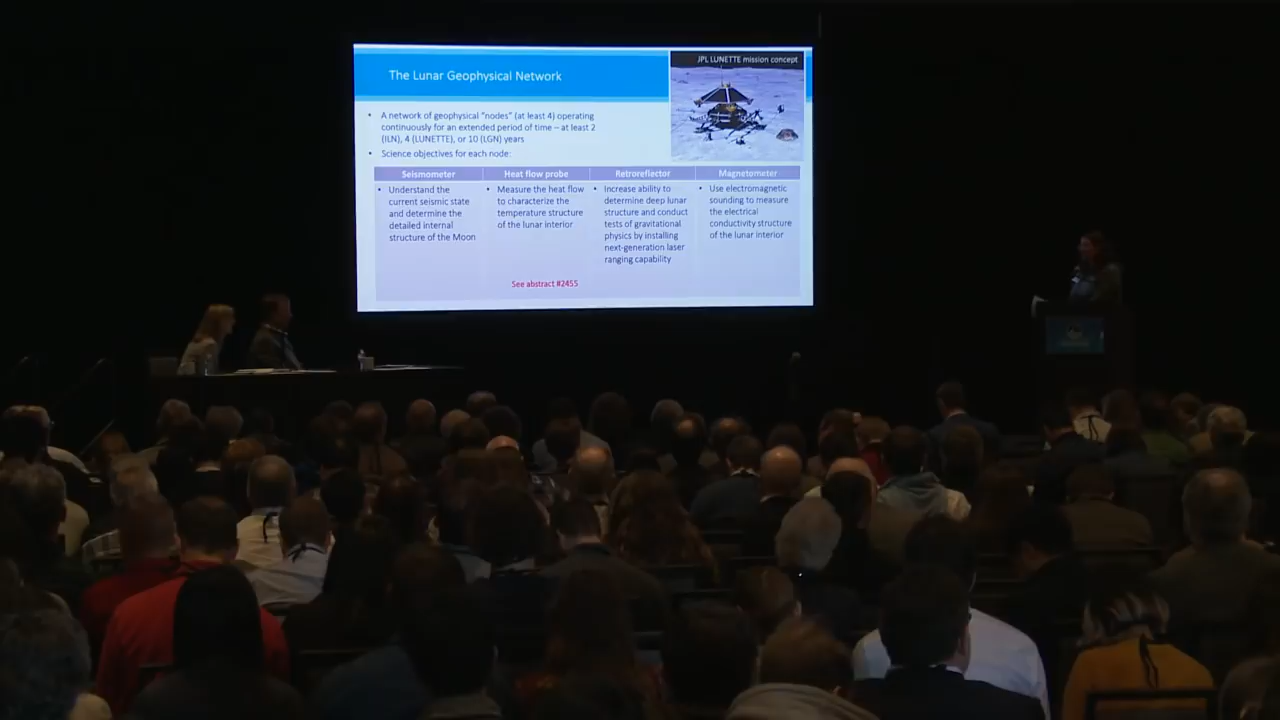 The Lunar Geophysical Network
JPL LUNETTE mission concept
• A network of geophysical “nodes” (at least 4) operating
continuously for an extended period of time – at least 2
(ILN), 4 (LUNETTE), or 10 (LGN) years
• Science objectives for each node:
Seismometer
• Understand the
current seismic state
and determine the
detailed internal
structure of the Moon
Heat flow probe
• Measure the heat flow
to characterize the
temperature structure
of the lunar interior
Retroreflector
• Increase ability to
determine deep lunar
structure and conduct
tests of gravitational
physics by installing
next-generation laser
ranging capability
Magnetometer
• Use electromagnetic
sounding to measure
the electrical
conductivity structure
of the lunar interior
See abstract #2455